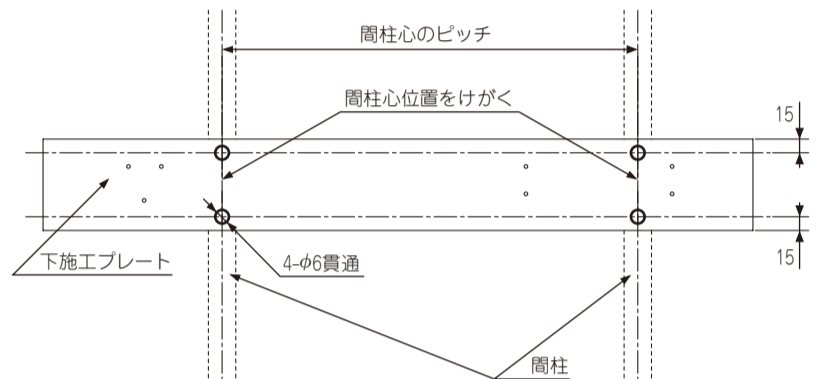 間柱心のピッチ
間柱心位置をけがく
15
下施工プレート
4-φ6貫通
15
間柱